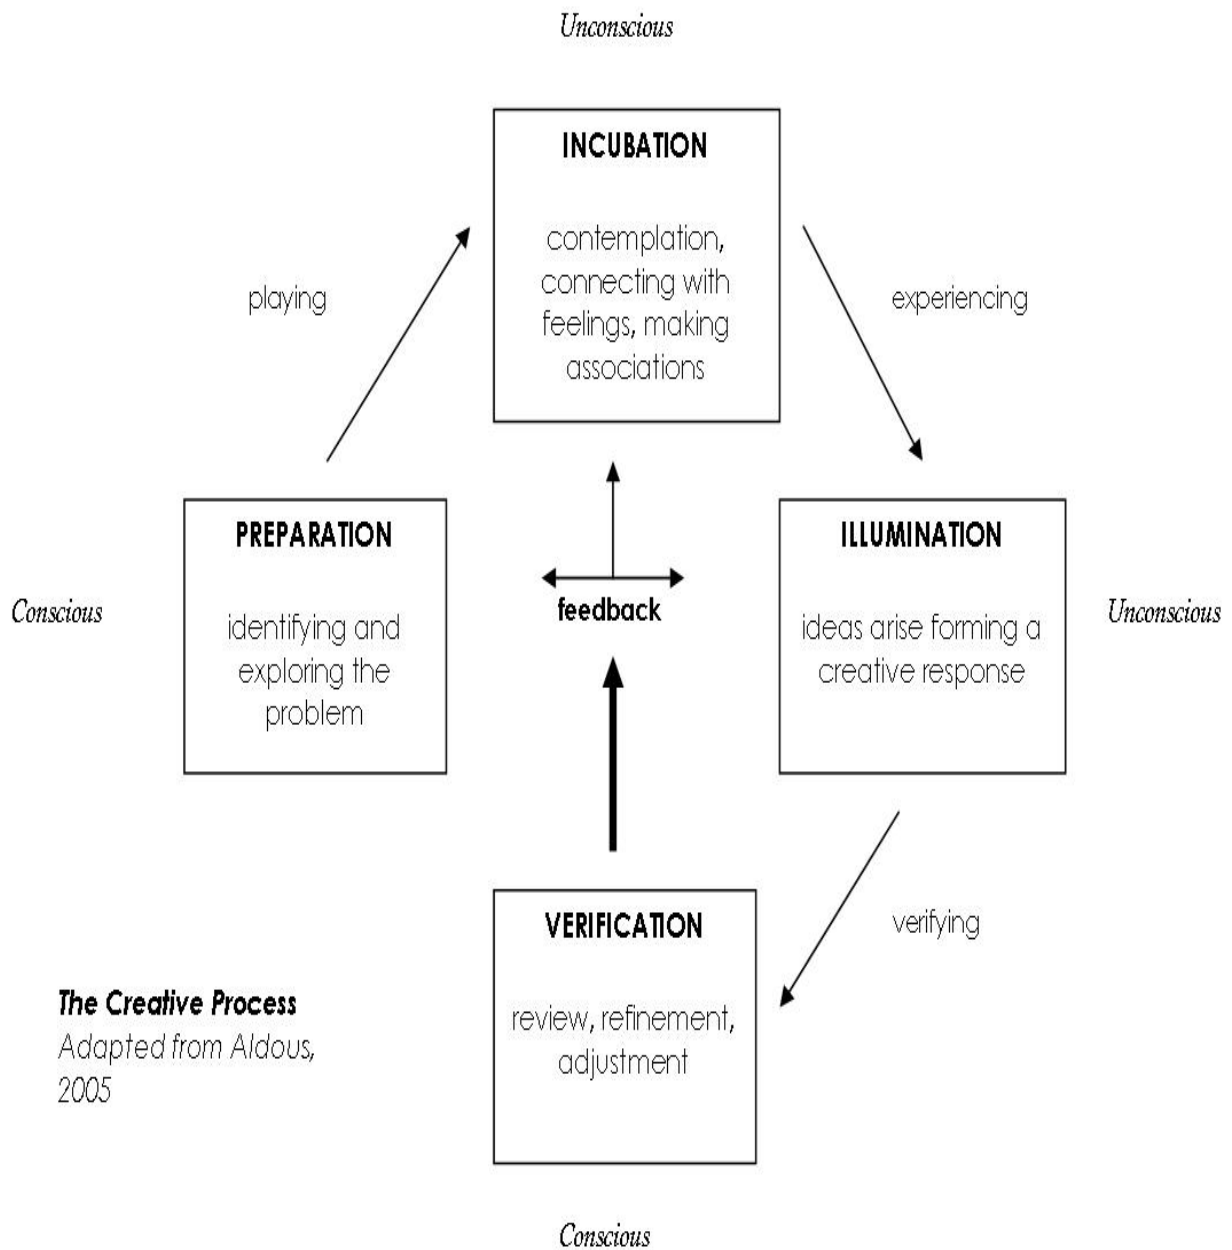 Unconscious
INCUBATION
contemplation,
connecting with
feelings, making
associations
playing
experiencing
PREPARATION
identifying and
exploring the
problem
feedback
ILLUMINATION
ideas arise forming a
creative response
Conscious
Unconscious
VERIFICATION
review, refinement,
adjustment
verifying
The Creative Process
Adapted from Aldous,
2005
Conscious